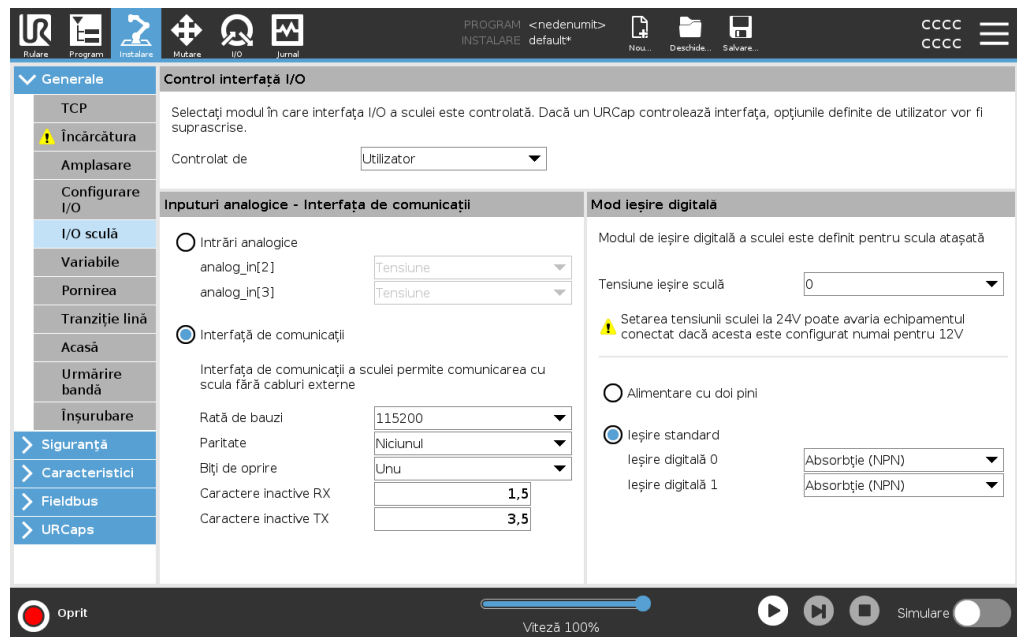 PROGRAM <nedenumit>
INSTALARE default*
CCCC
CCCC
Rulare
Program
Instalare
Mutare
I/O
Jurnal
Nou...
Deschide...
Salvare...
Generale
TCP
Încărcătura
Amplasare
Configurare
I/O
I/O sculă
Variabile
Pornirea
Tranziție lină
Acasă
Urmărire
bandă
Înșurubare
Siguranță
Caracteristici
Fieldbus
URCaps
Control interfață I/O
Selectați modul în care interfața I/O a sculei este controlată. Dacă un URCap controlează interfața, opțiunile definite de utilizator vor fi
suprascrise.
Controlat de Utilizator
Inputuri analogice - Interfața de comunicații
Intrări analogice
analog_in[2] Tensiune
analog_in[3] Tensiune
Interfață de comunicații
Interfața de comunicații a sculei permite comunicarea cu
scula fără cabluri externe
Rată de bauzi 115200
Paritate Niciunul
Biți de oprire Unu
Caractere inactive RX 1,5
Caractere inactive TX 3,5
Mod ieșire digitală
Modul de ieșire digitală a sculei este definit pentru scula atașată
Tensiune ieșire sculă 0
Setarea tensiunii sculei la 24V poate avaria echipamentul
conectat dacă acesta este configurat numai pentru 12V
Alimentare cu doi pini
Ieșire standard
Ieșire digitală 0 Absorbție (NPN)
Ieșire digitală 1 Absorbție (NPN)
Oprit
Viteză 100%
Simulare